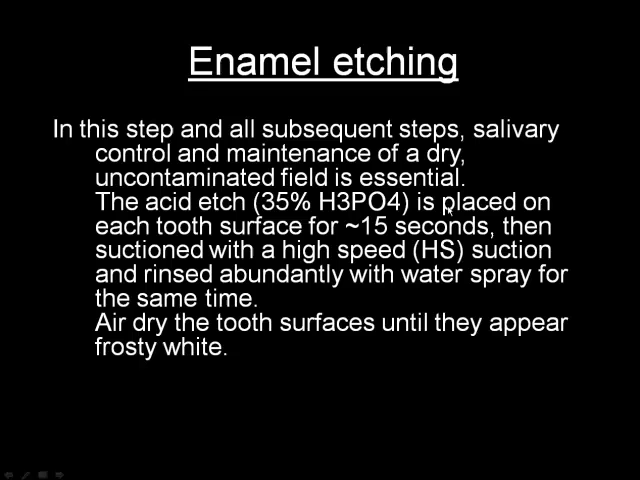 Enamel etching
In this step and all subsequent steps, salivary
control and maintenance of a dry,
uncontaminated field is essential.
The acid etch (35% H3PO4) is placed on
each tooth surface for ~15 seconds, then
suctioned with a high speed (HS) suction
and rinsed abundantly with water spray for
the same time.
Air dry the tooth surfaces until they appear
frosty white.